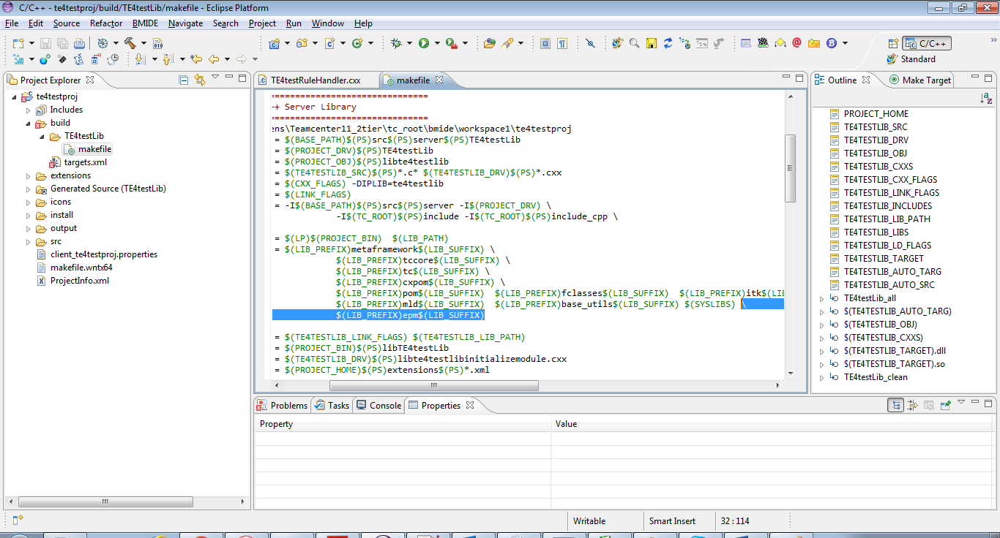 C/C++ - te4testproj/build/TE4testLib/makefile - Eclipse Platform
File Edit Source Refactor BMIDE Navigate Search Project Run Window Help
C/C++
Standard
Project Explorer
te4testproj
Includes
build
TE4testLib
makefile
targets.xml
extensions
Generated Source (TE4testLib)
icons
install
output
src
client_te4testproj.properties
makefile.wntx64
ProjectInfo.xml
TE4testRuleHandler.cxx makefile
==============================
-+ Server Library
==============================
ens\Teamcenter11_2tier\tc_root\bmide\workspace1\te4testproj
= $(BASE_PATH)$(PS)src$(PS)server$(PS)TE4testLib
= $(PROJECT_DRV)$(PS)TE4testLib
= $(PROJECT_OBJ)$(PS)libte4testlib
= $(TE4TESTLIB_SRC)$(PS)*.c* $(TE4TESTLIB_DRV)$(PS)*.cxx
= $(CXX_FLAGS) -DIPLIB=te4testlib
= $(LINK_FLAGS)
= -I$(BASE_PATH)$(PS)src$(PS)server -I$(PROJECT_DRV) \
-I$(TC_ROOT)$(PS)include -I$(TC_ROOT)$(PS)include_cpp \
= $(LP)$(PROJECT_BIN) $(LIB_PATH)
= $(LIB_PREFIX)metaframework$(LIB_SUFFIX) \
$(LIB_PREFIX)tccore$(LIB_SUFFIX) \
$(LIB_PREFIX)tc$(LIB_SUFFIX) \
$(LIB_PREFIX)cxpom$(LIB_SUFFIX) \
$(LIB_PREFIX)pom$(LIB_SUFFIX) $(LIB_PREFIX)fclasses$(LIB_SUFFIX) $(LIB_PREFIX)itk$(LIB
$(LIB_PREFIX)mld$(LIB_SUFFIX) $(LIB_PREFIX)base_utils$(LIB_SUFFIX) $(SYSLIBS) \
$(LIB_PREFIX)epm$(LIB_SUFFIX)
= $(TE4TESTLIB_LINK_FLAGS) $(TE4TESTLIB_LIB_PATH)
= $(PROJECT_BIN)$(PS)libTE4testLib
= $(TE4TESTLIB_DRV)$(PS)libte4testlibinitializemodule.cxx
= $(PROJECT_HOME)$(PS)extensions$(PS)*.xml
Outline Make Target
PROJECT_HOME
TE4TESTLIB_SRC
TE4TESTLIB_DRV
TE4TESTLIB_OBJ
TE4TESTLIB_CXXS
TE4TESTLIB_CXX_FLAGS
TE4TESTLIB_LINK_FLAGS
TE4TESTLIB_INCLUDES
TE4TESTLIB_LIB_PATH
TE4TESTLIB_LIBS
TE4TESTLIB_LD_FLAGS
TE4TESTLIB_TARGET
TE4TESTLIB_AUTO_TARG
TE4TESTLIB_AUTO_SRC
TE4testLib_all
$(TE4TESTLIB_AUTO_TARG)
$(TE4TESTLIB_OBJ)
$(TE4TESTLIB_CXXS)
$(TE4TESTLIB_TARGET).dll
$(TE4TESTLIB_TARGET).so
TE4testLib_clean
Problems Tasks Console Properties
Property Value
Writable Smart Insert 32 : 114